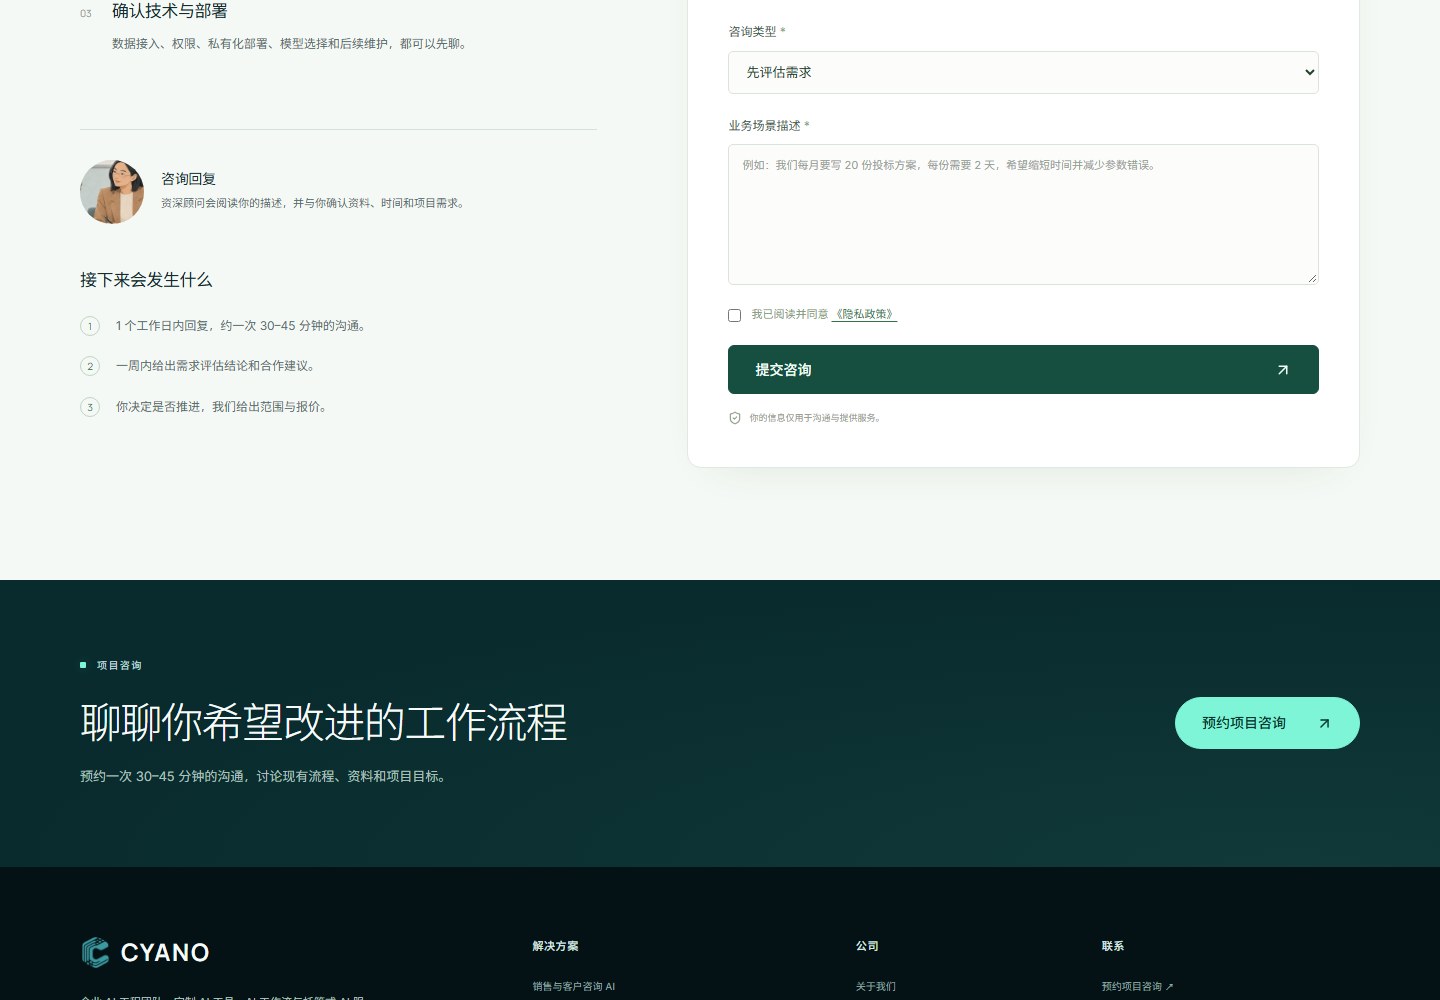 03 确认技术与部署
数据接入、权限、私有化部署、模型选择和后续维护，都可以先聊。
咨询回复
资深顾问会阅读你的描述，并与你确认资料、时间和项目需求。
接下来会发生什么
1 1 个工作日内回复，约一次 30–45 分钟的沟通。
2 一周内给出需求评估结论和合作建议。
3 你决定是否推进，我们给出范围与报价。
咨询类型 *
先评估需求
业务场景描述 *
例如：我们每月要写 20 份投标方案，每份需要 2 天，希望缩短时间并减少参数错误。
我已阅读并同意《隐私政策》
提交咨询
你的信息仅用于沟通与提供服务。
项目咨询
聊聊你希望改进的工作流程
预约一次 30–45 分钟的沟通，讨论现有流程、资料和项目目标。
预约项目咨询
CYANO
解决方案
销售与客户咨询 AI
公司
关于我们
联系
预约项目咨询 ↗